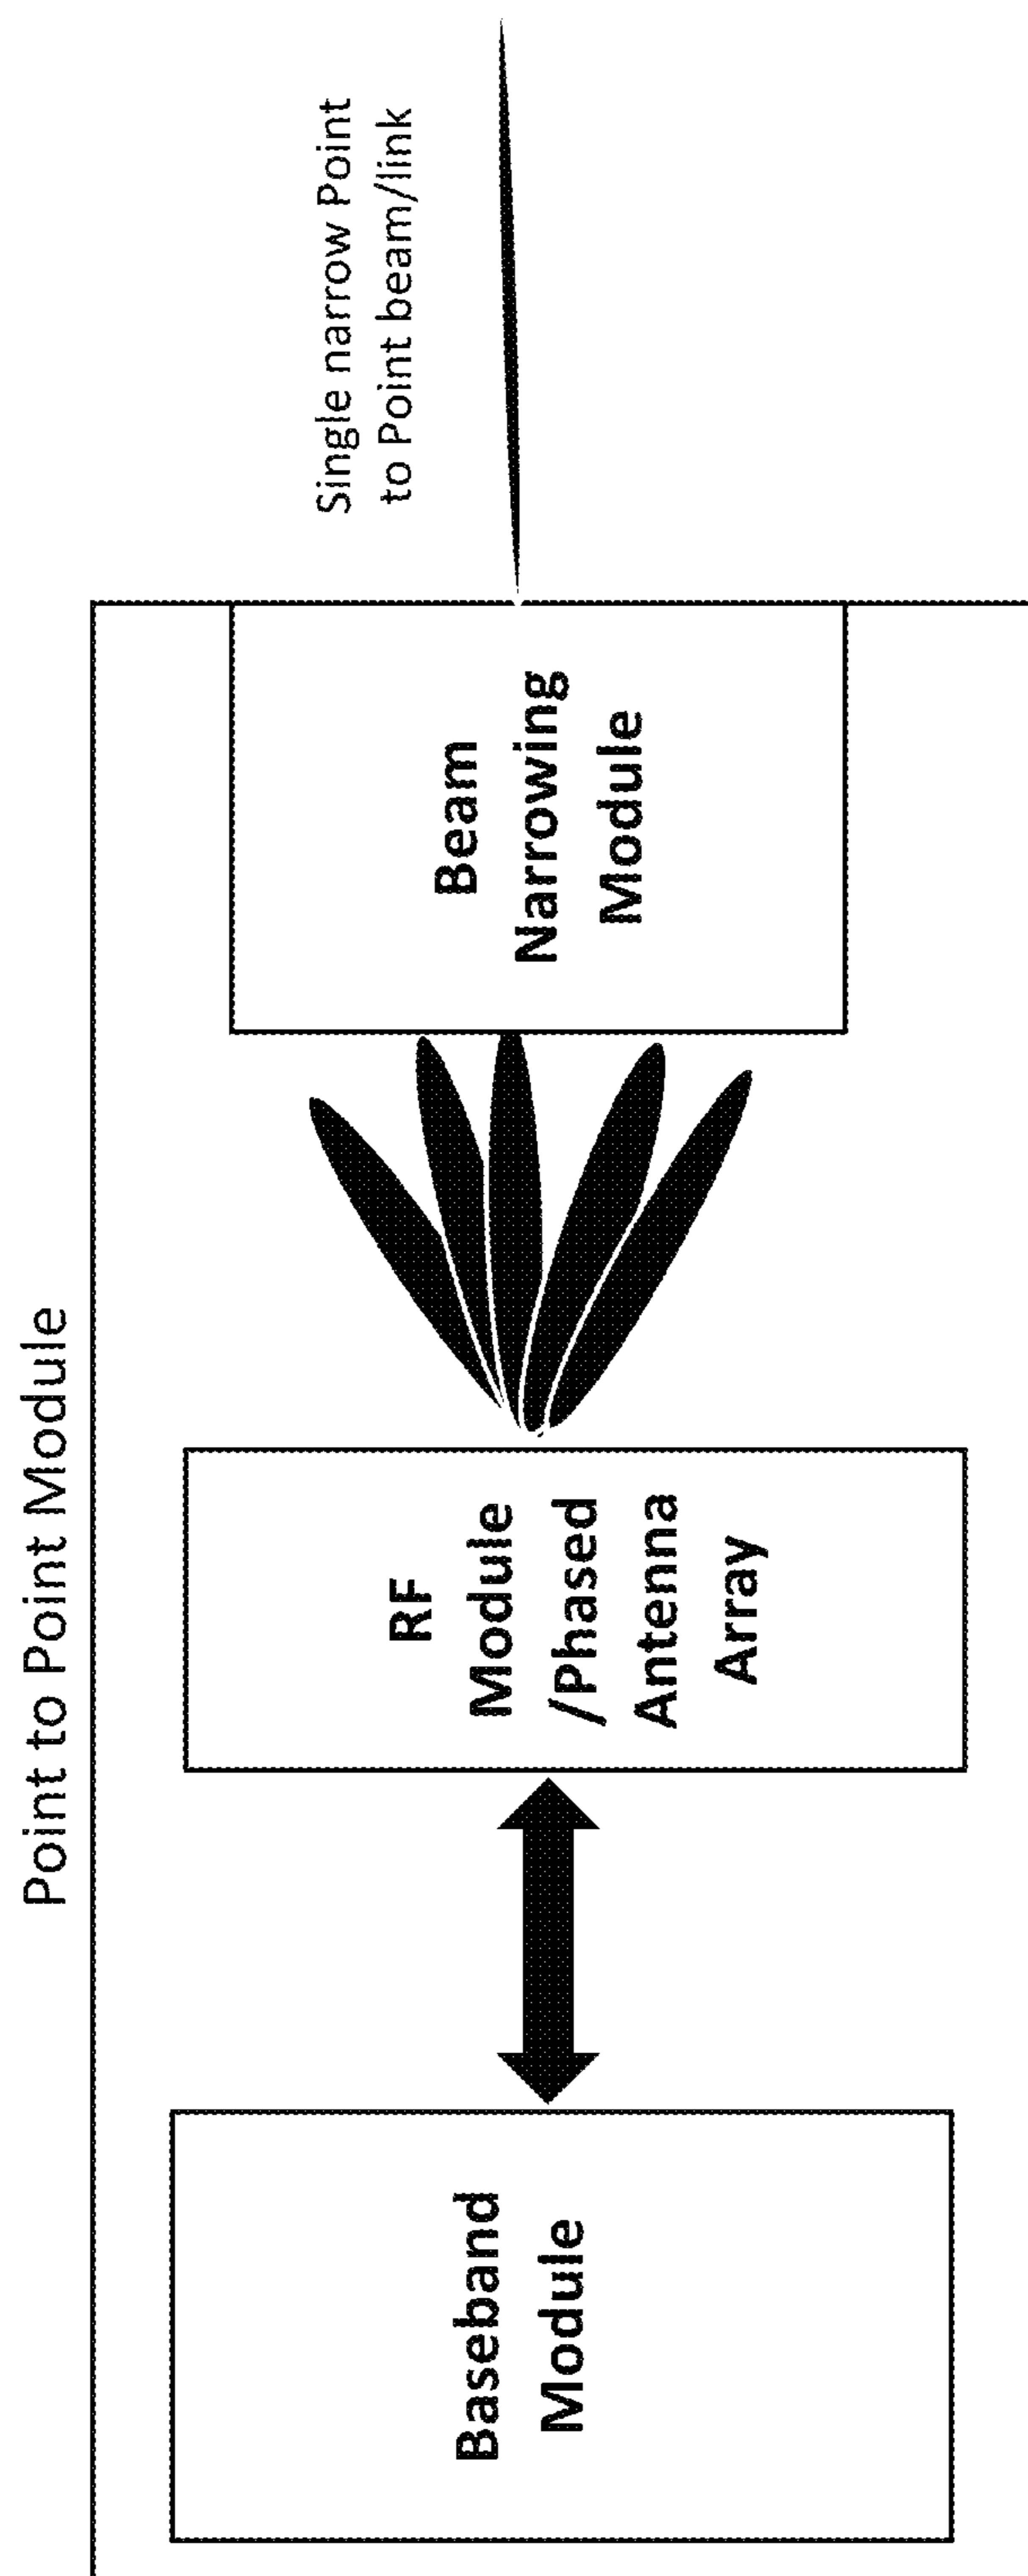 Point to Point Module
Baseband
Module
RF
Module
/Phased
Antenna
Array
Beam
Narrowing
Module
Single narrow Point
to Point beam/link